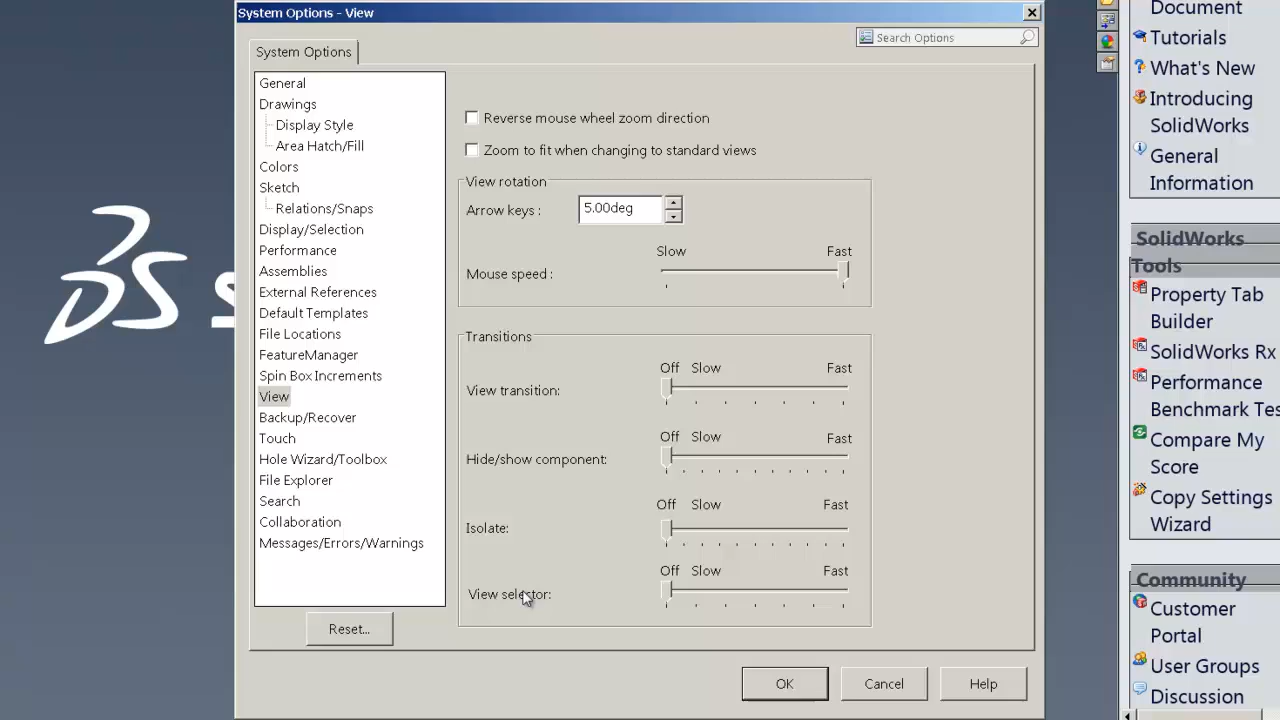 System Options - View
Search Options
System Options
General
Drawings
Display Style
Area Hatch/Fill
Colors
Sketch
Relations/Snaps
Display/Selection
Performance
Assemblies
External References
Default Templates
File Locations
FeatureManager
Spin Box Increments
View
Backup/Recover
Touch
Hole Wizard/Toolbox
File Explorer
Search
Collaboration
Messages/Errors/Warnings
Reset...
Reverse mouse wheel zoom direction
Zoom to fit when changing to standard views
View rotation
Arrow keys :
5.00deg
Slow Fast
Mouse speed :
Transitions
Off Slow Fast
View transition:
Off Slow Fast
Hide/show component:
Off Slow Fast
Isolate:
Off Slow Fast
View selector:
OK Cancel Help
Document
Tutorials
What's New
Introducing
SolidWorks
General
Information
SolidWorks
Tools
Property Tab
Builder
SolidWorks Rx
Performance
Benchmark Tes
Compare My
Score
Copy Settings
Wizard
Community
Customer
Portal
User Groups
Discussion